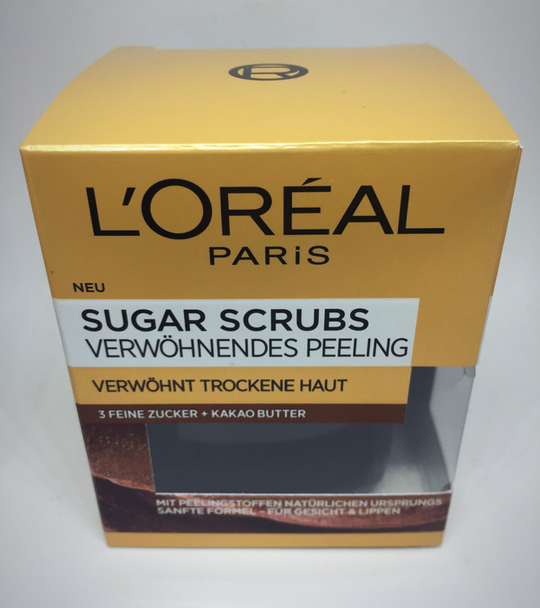 L'ORÉAL
PARiS
NEU
SUGAR SCRUBS
VERWÖHNENDES PEELING
VERWÖHNT TROCKENE HAUT
3 FEINE ZUCKER + KAKAO BUTTER
MIT PEELINGSTOFFEN NATÜRLICHEN URSPRUNGS
SANFTE FORMEL – FÜR GESICHT & LIPPEN